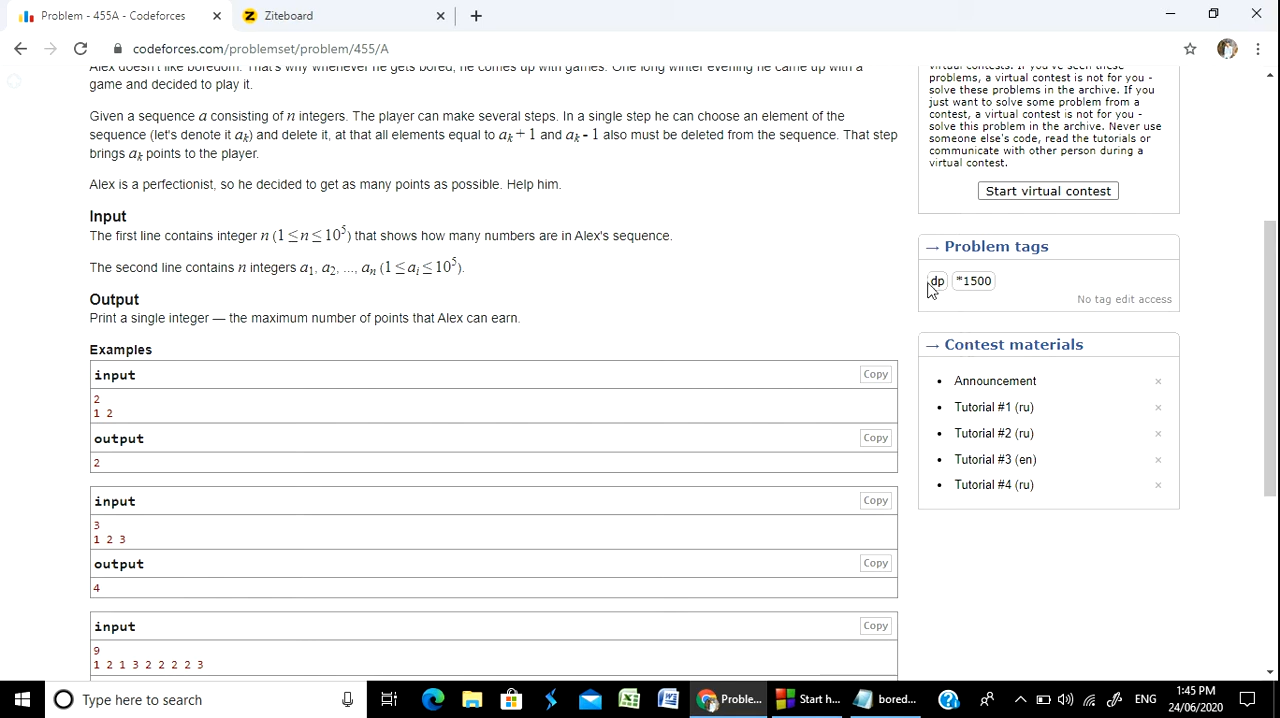 Problem - 455A - Codeforces
Ziteboard
codeforces.com/problemset/problem/455/A
Alex doesn't like boredom. That's why whenever he gets bored, he comes up with games. One long winter evening he came up with a
game and decided to play it.
Given a sequence a consisting of n integers. The player can make several steps. In a single step he can choose an element of the
sequence (let's denote it aₖ) and delete it, at that all elements equal to aₖ + 1 and aₖ - 1 also must be deleted from the sequence. That step
brings aₖ points to the player.
Alex is a perfectionist, so he decided to get as many points as possible. Help him.
Input
The first line contains integer n (1 ≤ n ≤ 10⁵) that shows how many numbers are in Alex's sequence.
The second line contains n integers a₁, a₂, ..., aₙ (1 ≤ aᵢ ≤ 10⁵).
Output
Print a single integer — the maximum number of points that Alex can earn.
Examples
input
Copy
2
1 2
output
Copy
2
input
Copy
3
1 2 3
output
Copy
4
input
Copy
9
1 2 1 3 2 2 2 2 3
virtual contests. If you've seen these
problems, a virtual contest is not for you -
solve these problems in the archive. If you
just want to solve some problem from a
contest, a virtual contest is not for you -
solve this problem in the archive. Never use
someone else's code, read the tutorials or
communicate with other person during a
virtual contest.
Start virtual contest
→ Problem tags
dp *1500
No tag edit access
→ Contest materials
Announcement
Tutorial #1 (ru)
Tutorial #2 (ru)
Tutorial #3 (en)
Tutorial #4 (ru)
Type here to search
Proble...
Start h...
bored...
ENG
1:45 PM
24/06/2020